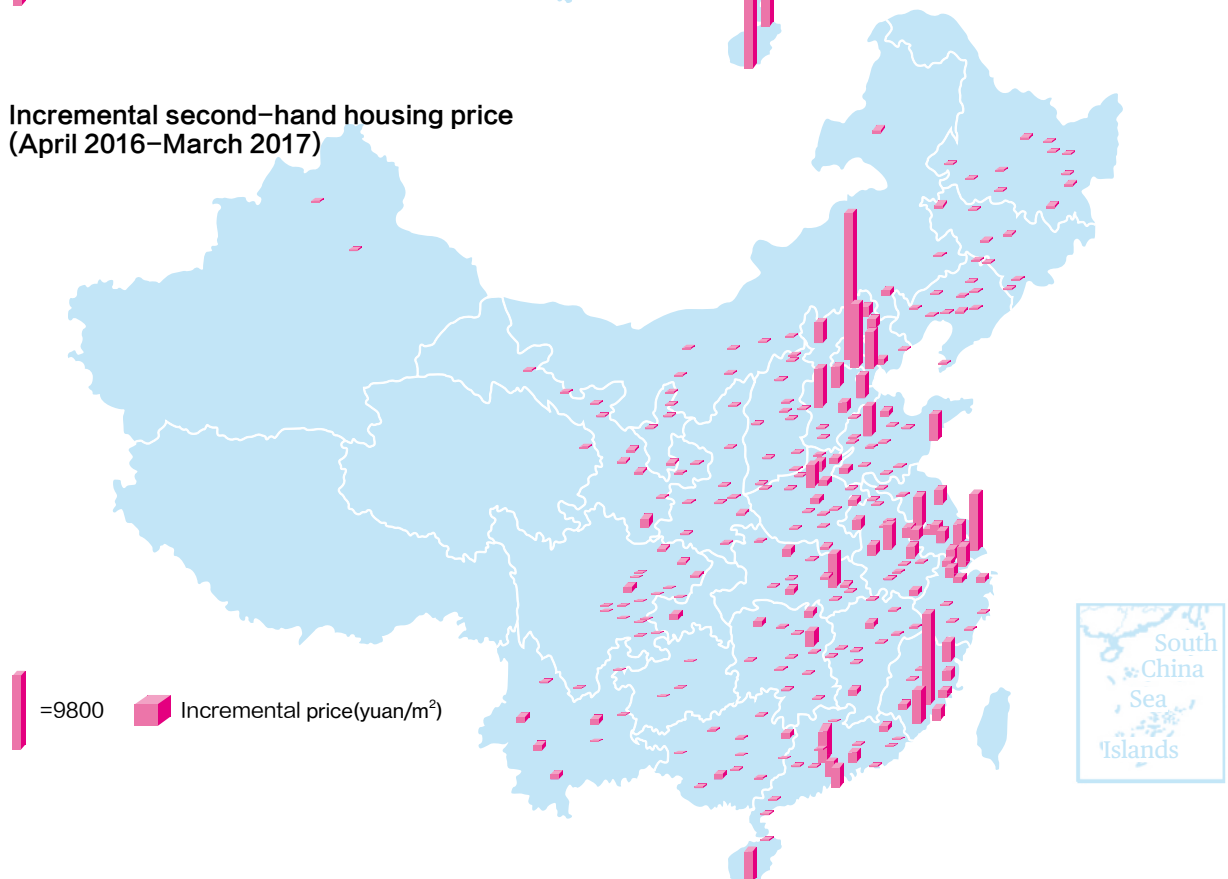 Incremental second-hand housing price
(April 2016-March 2017)
=9800
Incremental price(yuan/m²)
South
China
Sea
Islands